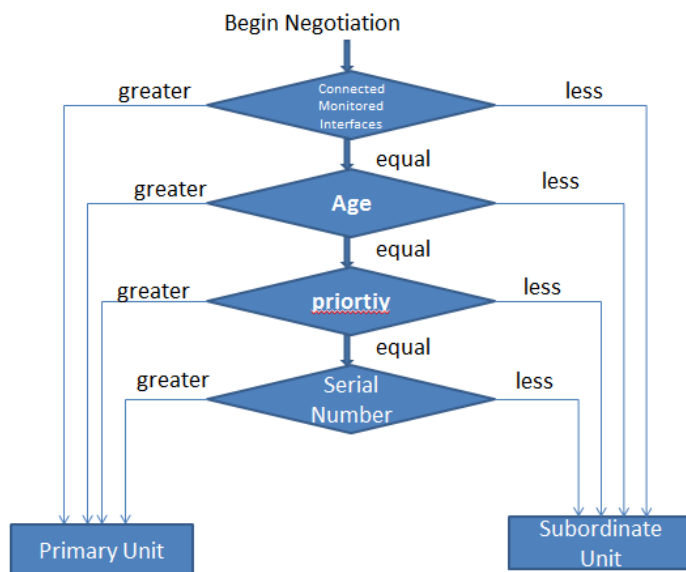 Begin Negotiation
greater
Connected
Monitored
Interfaces
less
equal
greater
Age
less
equal
greater
priortiy
less
equal
greater
Serial
Number
less
Primary Unit
Subordinate
Unit